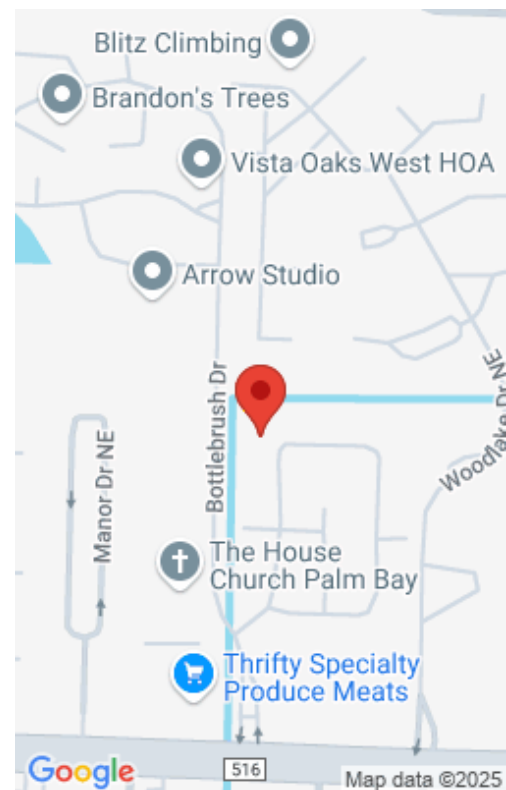 Blitz Climbing
Brandon's Trees
Vista Oaks West HOA
Arrow Studio
Bottlebrush Dr
Woodlake Dr NE
Manor Dr NE
The House
Church Palm Bay
Thrifty Specialty
Produce Meats
Google
516
Map data ©2025